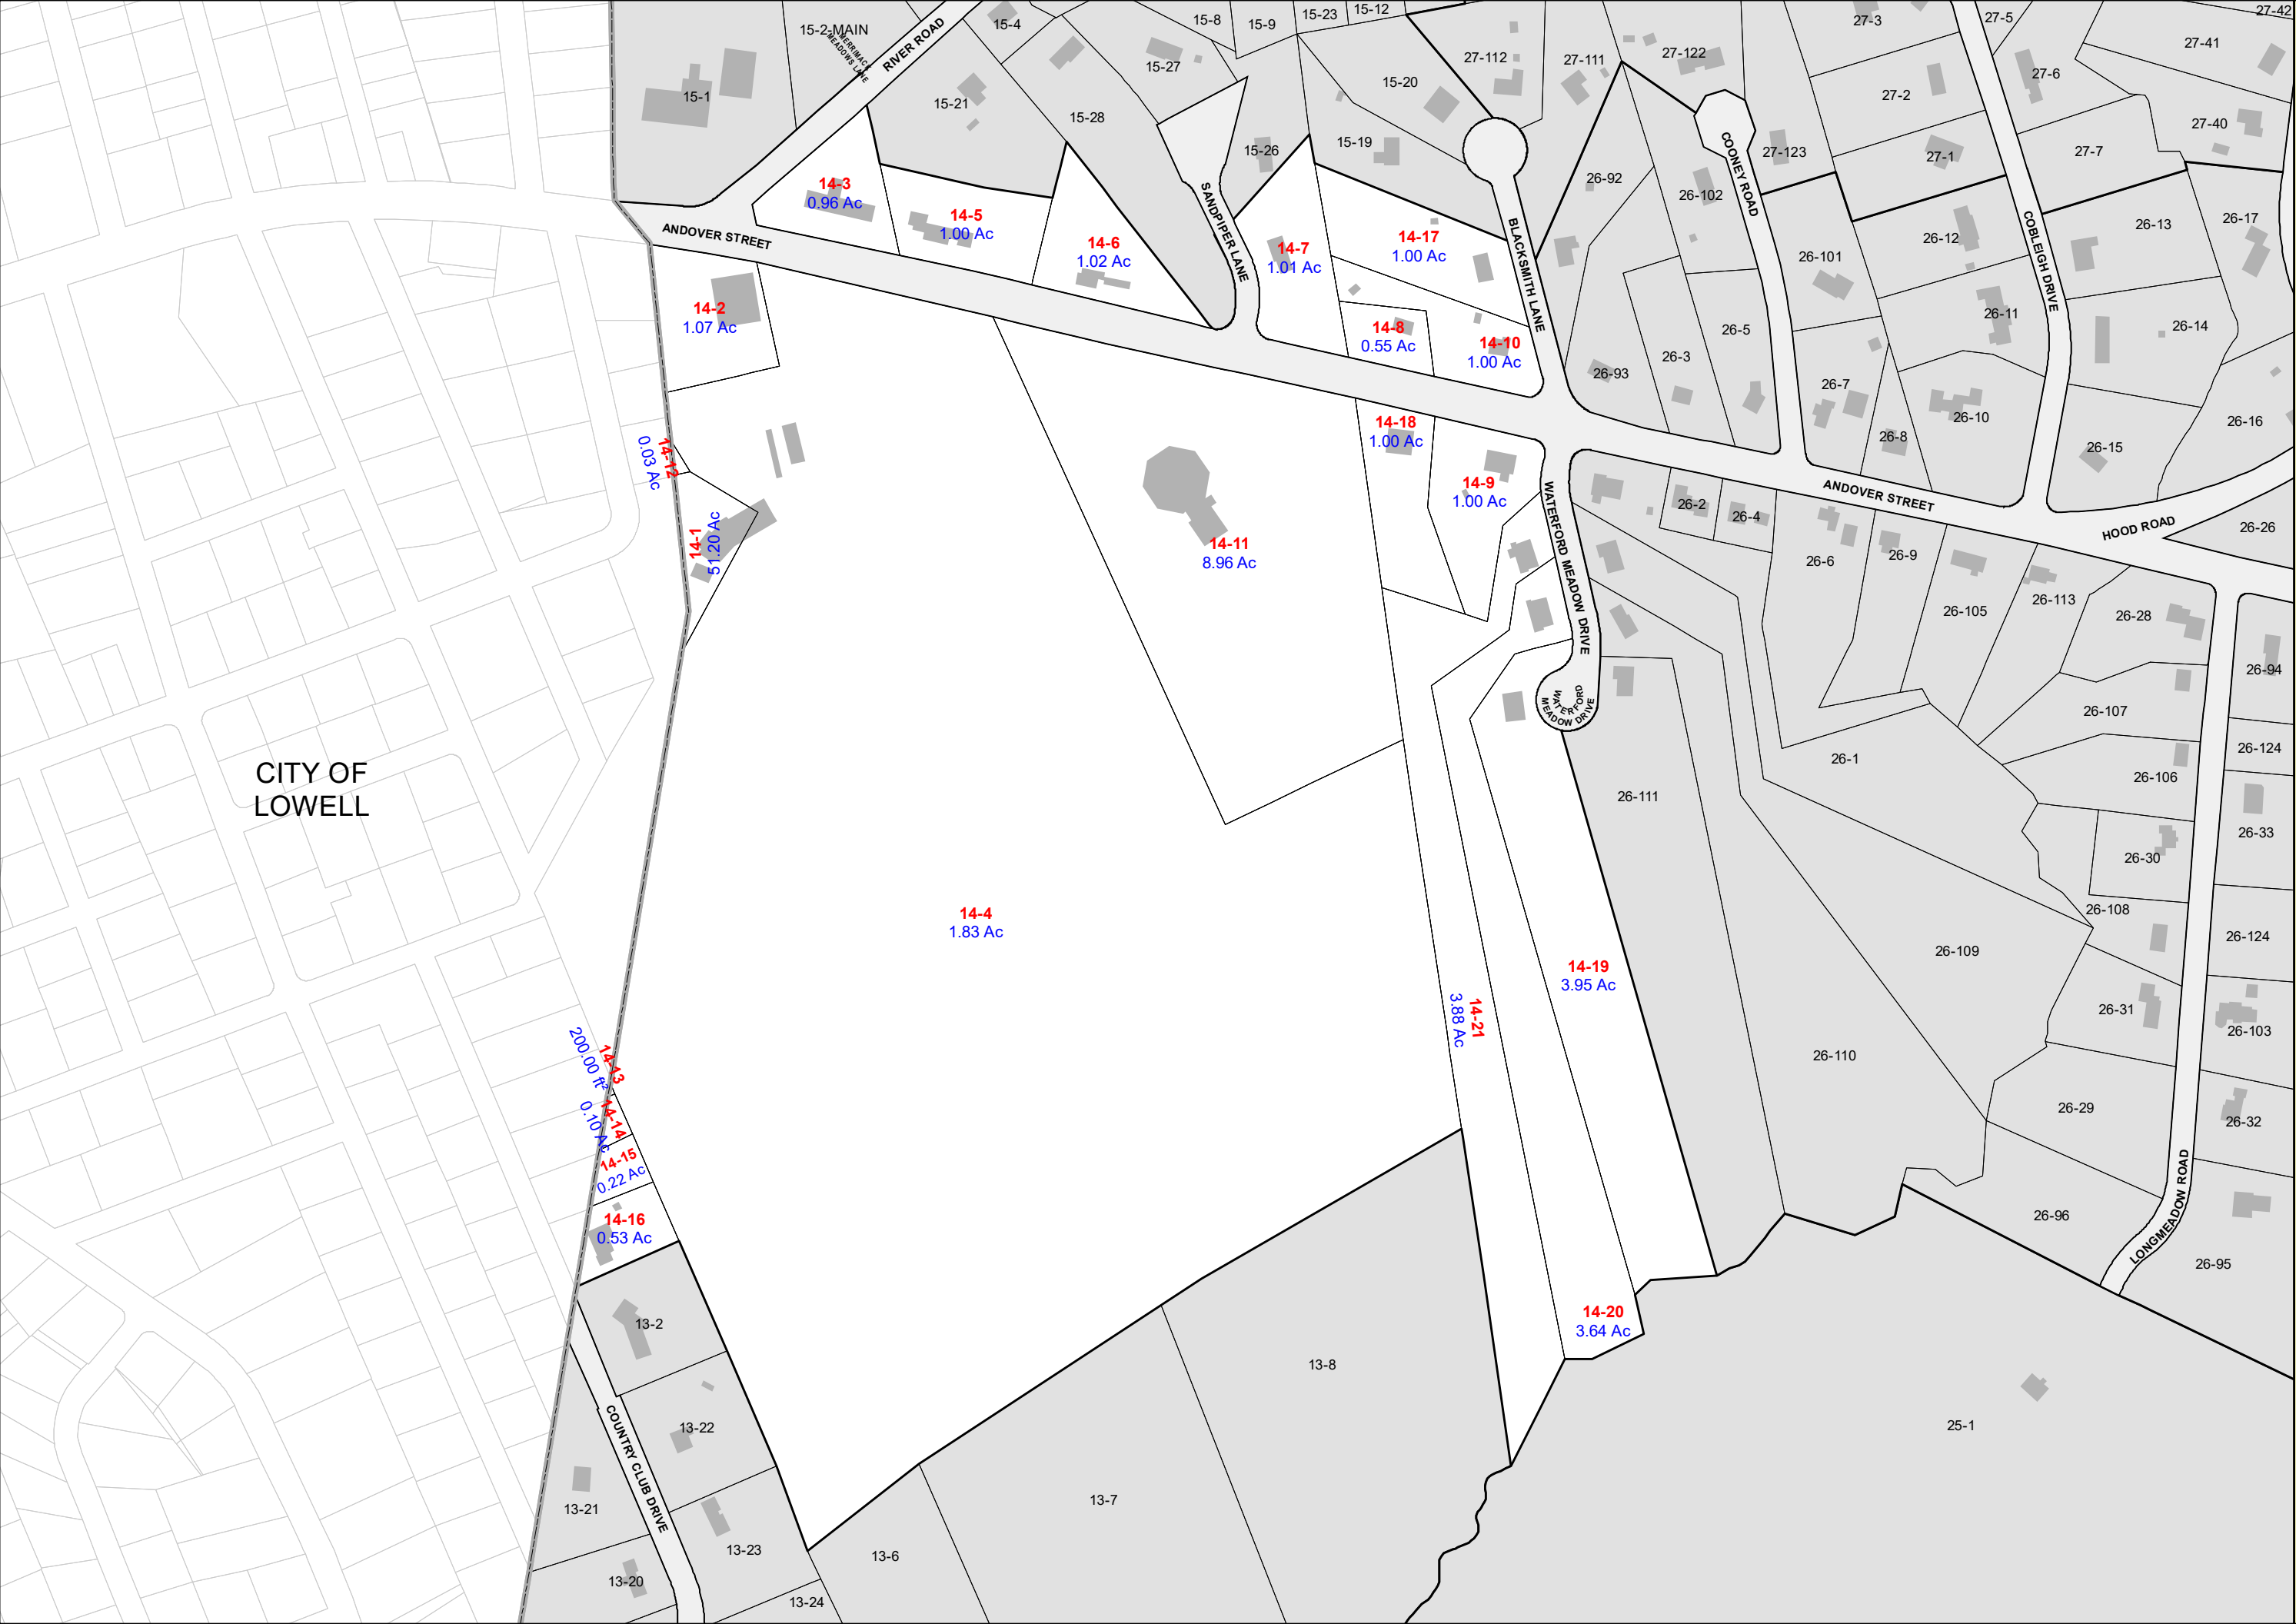 15-2-MAIN
MERRIMACK
MEADOWS LANE
RIVER ROAD
15-4
15-8
15-9
15-23
15-12
27-3
27-5
27-42
27-41
15-1
15-21
15-28
15-27
15-20
27-112
27-111
27-122
27-2
27-6
27-40
15-26
15-19
27-123
27-1
27-7
14-3
0.96 Ac
14-5
1.00 Ac
14-6
1.02 Ac
SANDPIPER LANE
14-7
1.01 Ac
14-17
1.00 Ac
BLACKSMITH LANE
26-92
26-102
COONEY ROAD
26-101
26-12
COBLEIGH DRIVE
26-13
26-17
ANDOVER STREET
14-2
1.07 Ac
14-8
0.55 Ac
14-10
1.00 Ac
26-93
26-3
26-5
26-7
26-11
26-14
26-10
26-8
26-15
26-16
14-12
0.03 Ac
14-1
51.20 Ac
14-11
8.96 Ac
14-18
1.00 Ac
14-9
1.00 Ac
WATERFORD MEADOW DRIVE
WATERFORD
MEADOW DRIVE
26-2
26-4
ANDOVER STREET
HOOD ROAD
26-26
26-6
26-9
26-105
26-113
26-28
26-94
26-107
26-124
26-1
26-106
26-111
26-33
26-30
26-108
26-124
CITY OF
LOWELL
14-4
1.83 Ac
14-19
3.95 Ac
14-21
3.88 Ac
26-109
26-110
26-31
26-103
26-29
26-32
14-13
200.00 ft²
14-14
0.10 Ac
14-15
0.22 Ac
14-16
0.53 Ac
26-96
LONGMEADOW ROAD
26-95
14-20
3.64 Ac
13-2
13-8
13-22
COUNTRY CLUB DRIVE
25-1
13-21
13-7
13-23
13-6
13-20
13-24